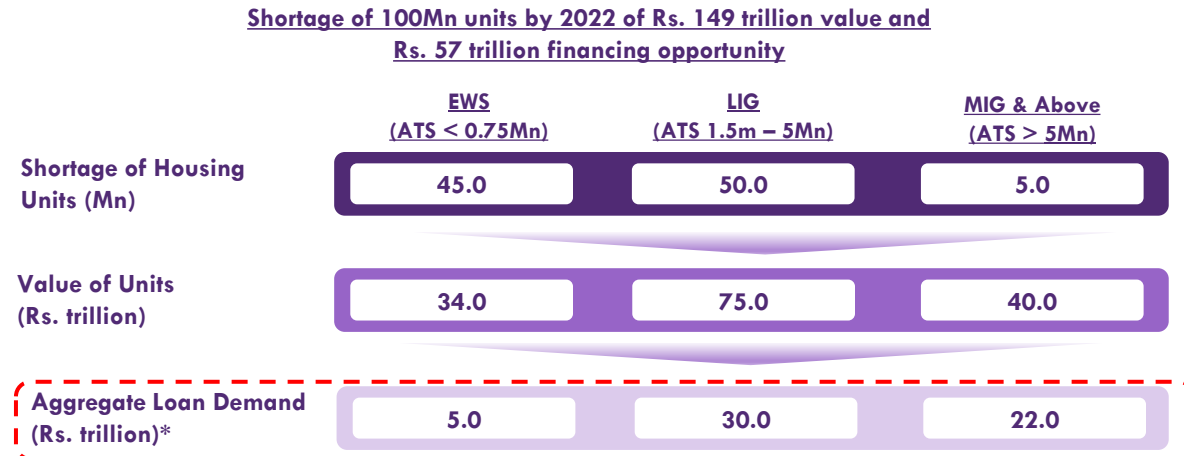 Shortage of 100Mn units by 2022 of Rs. 149 trillion value and
Rs. 57 trillion financing opportunity
EWS
(ATS < 0.75Mn)
LIG
(ATS 1.5m – 5Mn)
MIG & Above
(ATS > 5Mn)
Shortage of Housing
Units (Mn)
45.0
50.0
5.0
Value of Units
(Rs. trillion)
34.0
75.0
40.0
Aggregate Loan Demand
(Rs. trillion)*
5.0
30.0
22.0